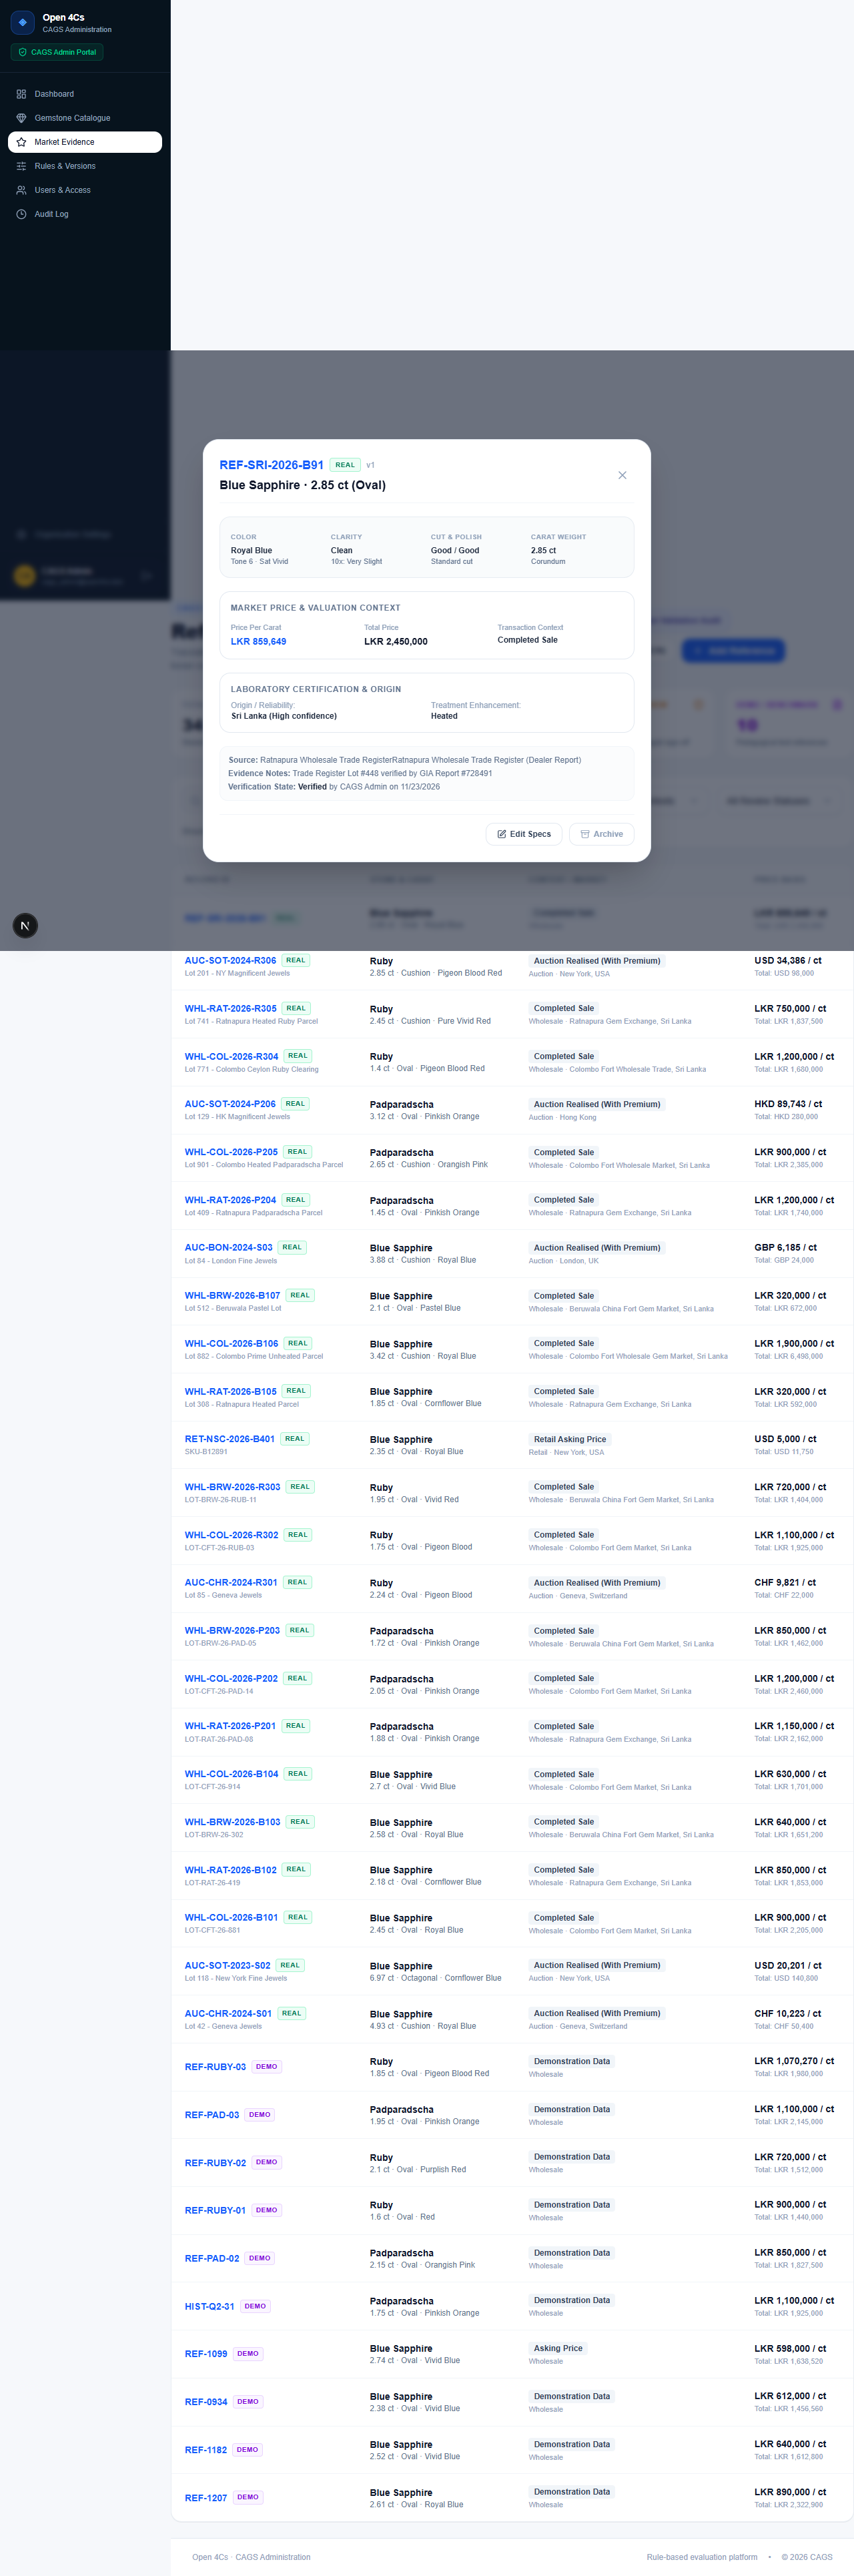 Open 4Cs
CAGS Administration
CAGS Admin Portal
Dashboard
Gemstone Catalogue
Market Evidence
Rules & Versions
Users & Access
Audit Log
REF-SRI-2026-B91 REAL v1
Blue Sapphire · 2.85 ct (Oval)
COLOR CLARITY CUT & POLISH CARAT WEIGHT
Royal Blue Clean Good / Good 2.85 ct
Tone 6 · Sat Vivid 10x: Very Slight Standard cut Corundum
MARKET PRICE & VALUATION CONTEXT
Price Per Carat Total Price Transaction Context
LKR 859,649 LKR 2,450,000 Completed Sale
LABORATORY CERTIFICATION & ORIGIN
Origin / Reliability: Treatment Enhancement:
Sri Lanka (High confidence) Heated
Source: Ratnapura Wholesale Trade RegisterRatnapura Wholesale Trade Register (Dealer Report)
Evidence Notes: Trade Register Lot #448 verified by GIA Report #728491
Verification State: Verified by CAGS Admin on 11/23/2026
Edit Specs Archive
N
AUC-SOT-2024-R306 REAL Ruby Auction Realised (With Premium) USD 34,386 / ct
Lot 201 - NY Magnificent Jewels 2.85 ct · Cushion · Pigeon Blood Red Auction · New York, USA Total: USD 98,000
WHL-RAT-2026-R305 REAL Ruby Completed Sale LKR 750,000 / ct
Lot 741 - Ratnapura Heated Ruby Parcel 2.45 ct · Cushion · Pure Vivid Red Wholesale · Ratnapura Gem Exchange, Sri Lanka Total: LKR 1,837,500
WHL-COL-2026-R304 REAL Ruby Completed Sale LKR 1,200,000 / ct
Lot 771 - Colombo Ceylon Ruby Clearing 1.4 ct · Oval · Pigeon Blood Red Wholesale · Colombo Fort Wholesale Trade, Sri Lanka Total: LKR 1,680,000
AUC-SOT-2024-P206 REAL Padparadscha Auction Realised (With Premium) HKD 89,743 / ct
Lot 129 - HK Magnificent Jewels 3.12 ct · Oval · Pinkish Orange Auction · Hong Kong Total: HKD 280,000
WHL-COL-2026-P205 REAL Padparadscha Completed Sale LKR 900,000 / ct
Lot 901 - Colombo Heated Padparadscha Parcel 2.65 ct · Cushion · Orangish Pink Wholesale · Colombo Fort Wholesale Market, Sri Lanka Total: LKR 2,385,000
WHL-RAT-2026-P204 REAL Padparadscha Completed Sale LKR 1,200,000 / ct
Lot 409 - Ratnapura Padparadscha Parcel 1.45 ct · Oval · Pinkish Orange Wholesale · Ratnapura Gem Exchange, Sri Lanka Total: LKR 1,740,000
AUC-BON-2024-S03 REAL Blue Sapphire Auction Realised (With Premium) GBP 6,185 / ct
Lot 84 - London Fine Jewels 3.88 ct · Cushion · Royal Blue Auction · London, UK Total: GBP 24,000
WHL-BRW-2026-B107 REAL Blue Sapphire Completed Sale LKR 320,000 / ct
Lot 512 - Beruwala Pastel Lot 2.1 ct · Oval · Pastel Blue Wholesale · Beruwala China Fort Gem Market, Sri Lanka Total: LKR 672,000
WHL-COL-2026-B106 REAL Blue Sapphire Completed Sale LKR 1,900,000 / ct
Lot 882 - Colombo Prime Unheated Parcel 3.42 ct · Cushion · Royal Blue Wholesale · Colombo Fort Wholesale Gem Market, Sri Lanka Total: LKR 6,498,000
WHL-RAT-2026-B105 REAL Blue Sapphire Completed Sale LKR 320,000 / ct
Lot 308 - Ratnapura Heated Parcel 1.85 ct · Oval · Cornflower Blue Wholesale · Ratnapura Gem Exchange, Sri Lanka Total: LKR 592,000
RET-NSC-2026-B401 REAL Blue Sapphire Retail Asking Price USD 5,000 / ct
SKU-B12891 2.35 ct · Oval · Royal Blue Retail · New York, USA Total: USD 11,750
WHL-BRW-2026-R303 REAL Ruby Completed Sale LKR 720,000 / ct
LOT-BRW-26-RUB-11 1.95 ct · Oval · Vivid Red Wholesale · Beruwala China Fort Gem Market, Sri Lanka Total: LKR 1,404,000
WHL-COL-2026-R302 REAL Ruby Completed Sale LKR 1,100,000 / ct
LOT-CFT-26-RUB-03 1.75 ct · Oval · Pigeon Blood Wholesale · Colombo Fort Gem Market, Sri Lanka Total: LKR 1,925,000
AUC-CHR-2024-R301 REAL Ruby Auction Realised (With Premium) CHF 9,821 / ct
Lot 85 - Geneva Jewels 2.24 ct · Oval · Pigeon Blood Auction · Geneva, Switzerland Total: CHF 22,000
WHL-BRW-2026-P203 REAL Padparadscha Completed Sale LKR 850,000 / ct
LOT-BRW-26-PAD-05 1.72 ct · Oval · Pinkish Orange Wholesale · Beruwala China Fort Gem Market, Sri Lanka Total: LKR 1,462,000
WHL-COL-2026-P202 REAL Padparadscha Completed Sale LKR 1,200,000 / ct
LOT-CFT-26-PAD-14 2.05 ct · Oval · Pinkish Orange Wholesale · Colombo Fort Gem Market, Sri Lanka Total: LKR 2,460,000
WHL-RAT-2026-P201 REAL Padparadscha Completed Sale LKR 1,150,000 / ct
LOT-RAT-26-PAD-08 1.88 ct · Oval · Pinkish Orange Wholesale · Ratnapura Gem Exchange, Sri Lanka Total: LKR 2,162,000
WHL-COL-2026-B104 REAL Blue Sapphire Completed Sale LKR 630,000 / ct
LOT-CFT-26-914 2.7 ct · Oval · Vivid Blue Wholesale · Colombo Fort Gem Market, Sri Lanka Total: LKR 1,701,000
WHL-BRW-2026-B103 REAL Blue Sapphire Completed Sale LKR 640,000 / ct
LOT-BRW-26-302 2.58 ct · Oval · Royal Blue Wholesale · Beruwala China Fort Gem Market, Sri Lanka Total: LKR 1,651,200
WHL-RAT-2026-B102 REAL Blue Sapphire Completed Sale LKR 850,000 / ct
LOT-RAT-26-419 2.18 ct · Oval · Cornflower Blue Wholesale · Ratnapura Gem Exchange, Sri Lanka Total: LKR 1,853,000
WHL-COL-2026-B101 REAL Blue Sapphire Completed Sale LKR 900,000 / ct
LOT-CFT-26-881 2.45 ct · Oval · Royal Blue Wholesale · Colombo Fort Gem Market, Sri Lanka Total: LKR 2,205,000
AUC-SOT-2023-S02 REAL Blue Sapphire Auction Realised (With Premium) USD 20,201 / ct
Lot 118 - New York Fine Jewels 6.97 ct · Octagonal · Cornflower Blue Auction · New York, USA Total: USD 140,800
AUC-CHR-2024-S01 REAL Blue Sapphire Auction Realised (With Premium) CHF 10,223 / ct
Lot 42 - Geneva Jewels 4.93 ct · Cushion · Royal Blue Auction · Geneva, Switzerland Total: CHF 50,400
REF-RUBY-03 DEMO Ruby Demonstration Data LKR 1,070,270 / ct
1.85 ct · Oval · Pigeon Blood Red Wholesale Total: LKR 1,980,000
REF-PAD-03 DEMO Padparadscha Demonstration Data LKR 1,100,000 / ct
1.95 ct · Oval · Pinkish Orange Wholesale Total: LKR 2,145,000
REF-RUBY-02 DEMO Ruby Demonstration Data LKR 720,000 / ct
2.1 ct · Oval · Purplish Red Wholesale Total: LKR 1,512,000
REF-RUBY-01 DEMO Ruby Demonstration Data LKR 900,000 / ct
1.6 ct · Oval · Red Wholesale Total: LKR 1,440,000
REF-PAD-02 DEMO Padparadscha Demonstration Data LKR 850,000 / ct
2.15 ct · Oval · Orangish Pink Wholesale Total: LKR 1,827,500
HIST-Q2-31 DEMO Padparadscha Demonstration Data LKR 1,100,000 / ct
1.75 ct · Oval · Pinkish Orange Wholesale Total: LKR 1,925,000
REF-1099 DEMO Blue Sapphire Asking Price LKR 598,000 / ct
2.74 ct · Oval · Vivid Blue Wholesale Total: LKR 1,638,520
REF-0934 DEMO Blue Sapphire Demonstration Data LKR 612,000 / ct
2.38 ct · Oval · Vivid Blue Wholesale Total: LKR 1,456,560
REF-1182 DEMO Blue Sapphire Demonstration Data LKR 640,000 / ct
2.52 ct · Oval · Vivid Blue Wholesale Total: LKR 1,612,800
REF-1207 DEMO Blue Sapphire Demonstration Data LKR 890,000 / ct
2.61 ct · Oval · Royal Blue Wholesale Total: LKR 2,322,900
Open 4Cs · CAGS Administration Rule-based evaluation platform • © 2026 CAGS